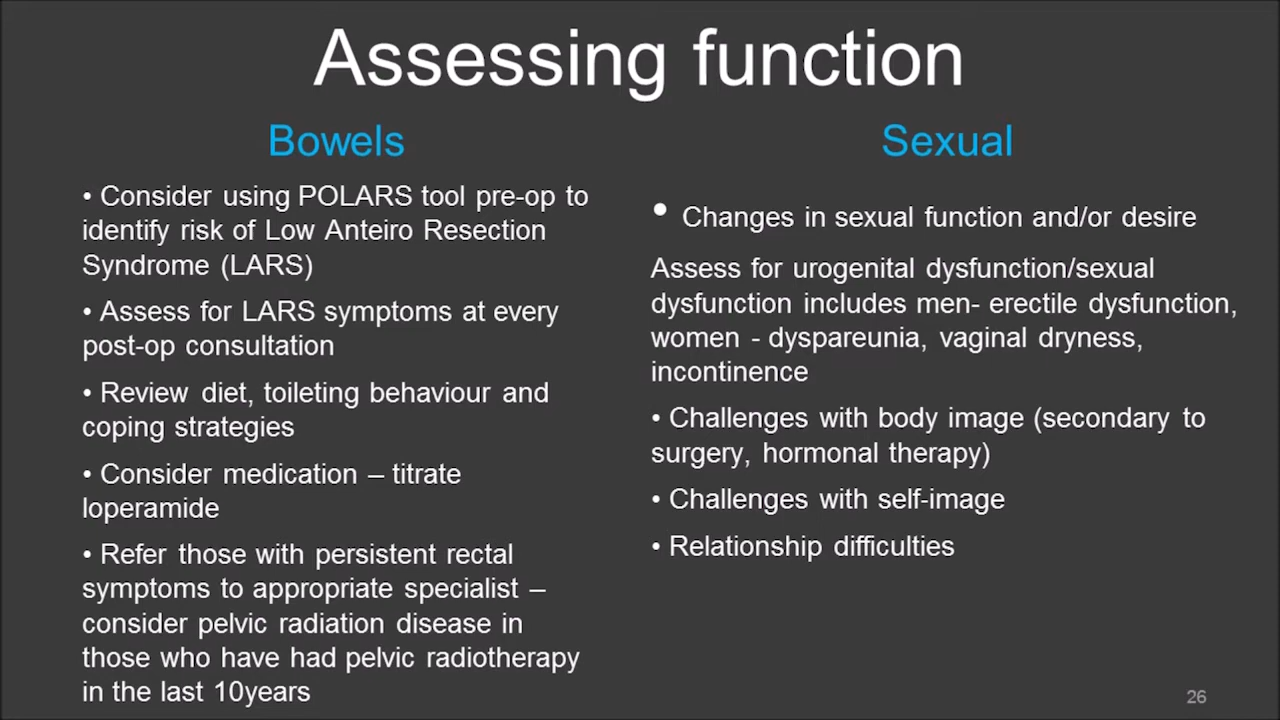 Assessing function
Bowels
• Consider using POLARS tool pre-op to
identify risk of Low Anteiro Resection
Syndrome (LARS)
• Assess for LARS symptoms at every
post-op consultation
• Review diet, toileting behaviour and
coping strategies
• Consider medication – titrate
loperamide
• Refer those with persistent rectal
symptoms to appropriate specialist –
consider pelvic radiation disease in
those who have had pelvic radiotherapy
in the last 10years
Sexual
• Changes in sexual function and/or desire
Assess for urogenital dysfunction/sexual
dysfunction includes men- erectile dysfunction,
women - dyspareunia, vaginal dryness,
incontinence
• Challenges with body image (secondary to
surgery, hormonal therapy)
• Challenges with self-image
• Relationship difficulties
26